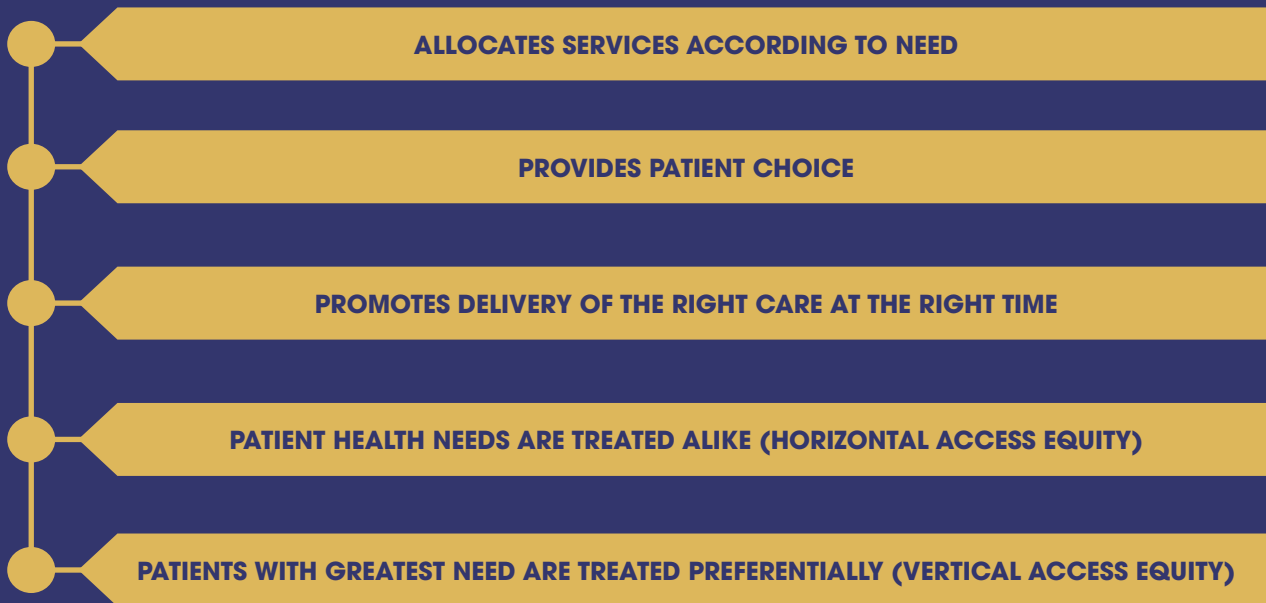 ALLOCATES SERVICES ACCORDING TO NEED
PROVIDES PATIENT CHOICE
PROMOTES DELIVERY OF THE RIGHT CARE AT THE RIGHT TIME
PATIENT HEALTH NEEDS ARE TREATED ALIKE (HORIZONTAL ACCESS EQUITY)
PATIENTS WITH GREATEST NEED ARE TREATED PREFERENTIALLY (VERTICAL ACCESS EQUITY)